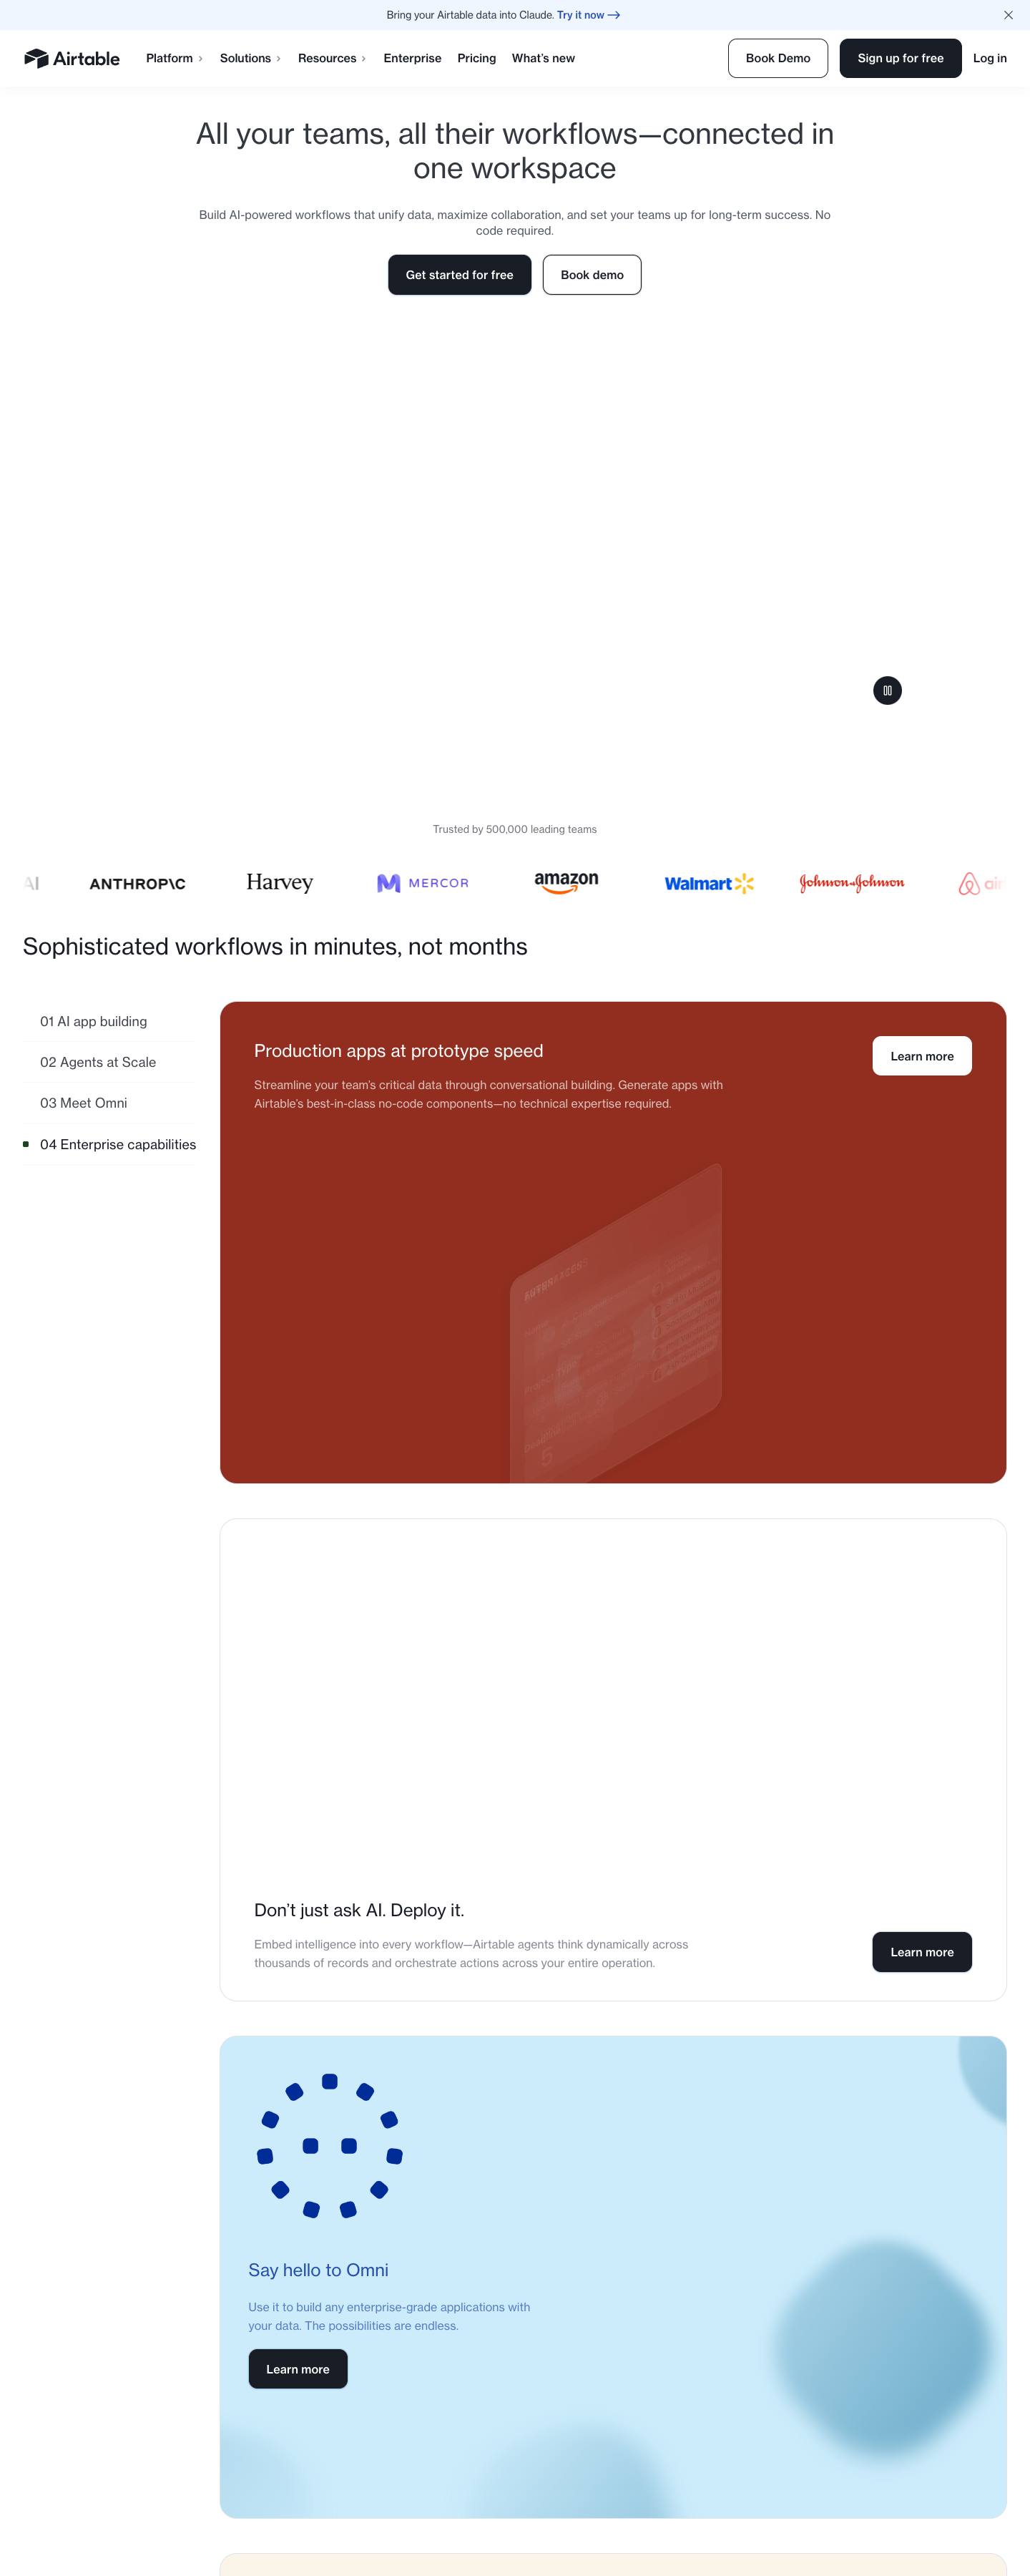 Bring your Airtable data into Claude. Try it now →
Airtable
Platform
Solutions
Resources
Enterprise
Pricing
What's new
Book Demo
Sign up for free
Log in
All your teams, all their workflows—connected in
one workspace
Build AI-powered workflows that unify data, maximize collaboration, and set your teams up for long-term success. No
code required.
Get started for free
Book demo
Trusted by 500,000 leading teams
AI
ANTHROP\C
Harvey
MERCOR
amazon
Walmart
Johnson&Johnson
Sophisticated workflows in minutes, not months
01 AI app building
02 Agents at Scale
03 Meet Omni
04 Enterprise capabilities
Production apps at prototype speed
Learn more
Streamline your team's critical data through conversational building. Generate apps with
Airtable's best-in-class no-code components—no technical expertise required.
Don't just ask AI. Deploy it.
Embed intelligence into every workflow—Airtable agents think dynamically across
thousands of records and orchestrate actions across your entire operation.
Learn more
Say hello to Omni
Use it to build any enterprise-grade applications with
your data. The possibilities are endless.
Learn more